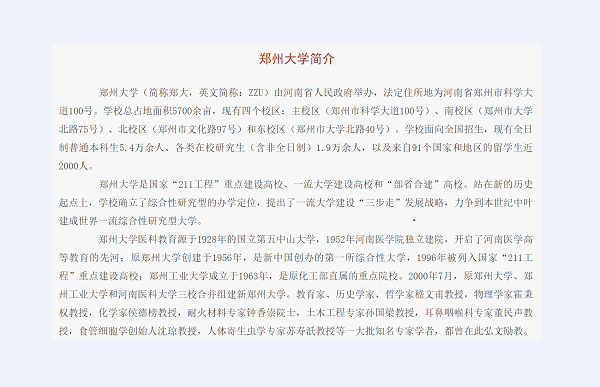 郑州大学简介
郑州大学（简称郑大，英文简称：ZZU）由河南省人民政府举办，法定住所地为河南省郑州市科学大
道100号。学校总占地面积5700余亩，现有四个校区：主校区（郑州市科学大道100号）、南校区（郑州市大学
北路75号）、北校区（郑州市文化路97号）和东校区（郑州市大学北路40号）。学校面向全国招生，现有全日
制普通本科生5.4万余人、各类在校研究生（含非全日制）1.9万余人，以及来自91个国家和地区的留学生近
2000人。
郑州大学是国家“211工程”重点建设高校、一流大学建设高校和“部省合建”高校。站在新的历史
起点上，学校确立了综合性研究型的办学定位，提出了一流大学建设“三步走”发展战略，力争到本世纪中叶
建成世界一流综合性研究型大学。
郑州大学医科教育源于1928年的国立第五中山大学，1952年河南医学院独立建院，开启了河南医学高
等教育的先河；原郑州大学创建于1956年，是新中国创办的第一所综合性大学，1996年被列入国家“211工
程”重点建设高校；郑州工业大学成立于1963年，是原化工部直属的重点院校。2000年7月，原郑州大学、郑
州工业大学和河南医科大学三校合并组建新郑州大学。教育家、历史学家、哲学家嵇文甫教授，物理学家霍秉
权教授，化学家侯德榜教授，耐火材料专家钟香崇院士，土木工程专家孙国梁教授，耳鼻咽喉科专家董民声教
授，食管细胞学创始人沈琼教授，人体寄生虫学专家苏寿汦教授等一大批知名专家学者，都曾在此弘文励教。